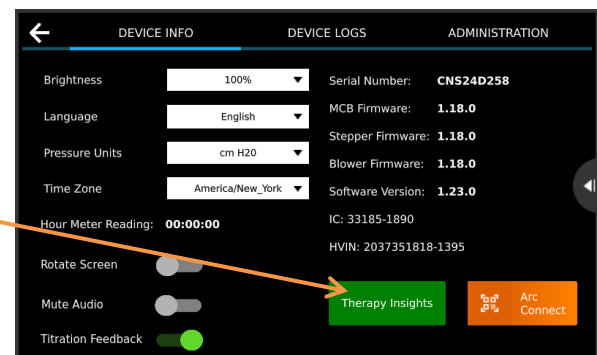 DEVICE INFO DEVICE LOGS ADMINISTRATION
Brightness 100%
Language English
Pressure Units cm H20
Time Zone America/New_York
Hour Meter Reading: 00:00:00
Rotate Screen
Mute Audio
Titration Feedback
Serial Number: CNS24D258
MCB Firmware: 1.18.0
Stepper Firmware: 1.18.0
Blower Firmware: 1.18.0
Software Version: 1.23.0
IC: 33185-1890
HVIN: 2037351818-1395
Therapy Insights
Arc
Connect